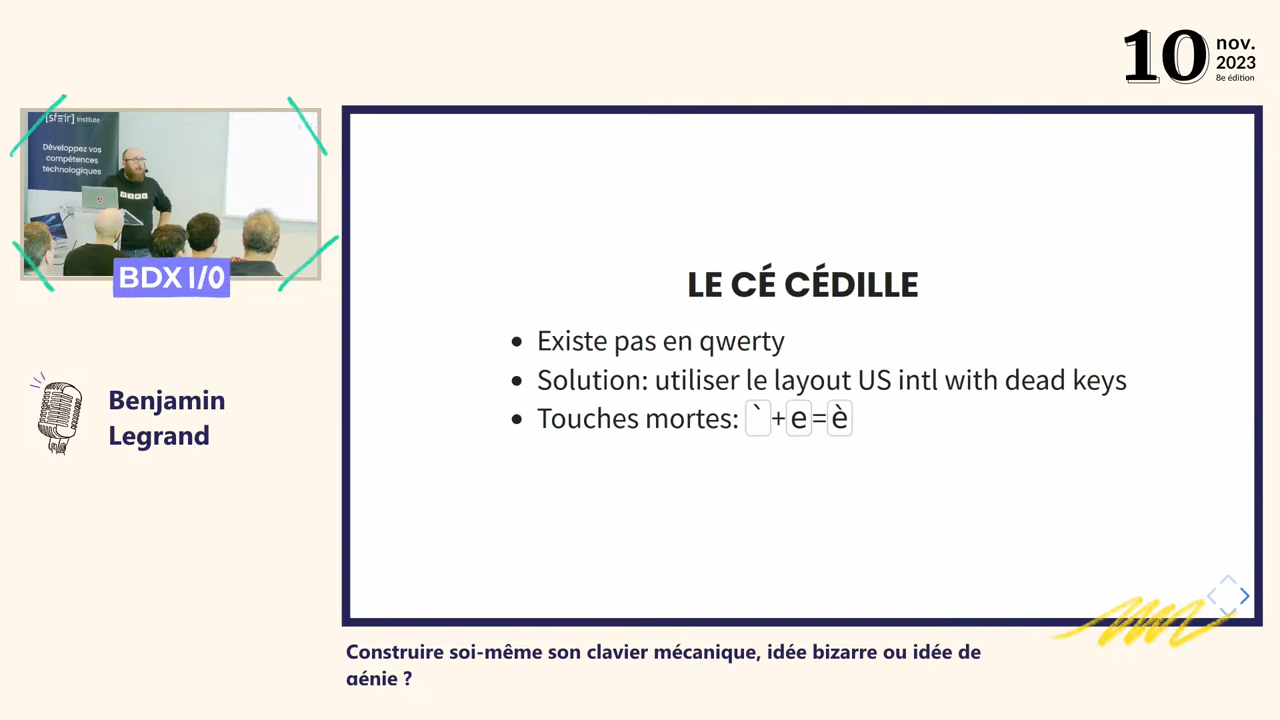 10 nov.
2023
8e édition
[sfeir] Institute
Développez vos
compétences
technologiques
BDX I/O
Benjamin
Legrand
LE CÉ CÉDILLE
Existe pas en qwerty
Solution: utiliser le layout US intl with dead keys
Touches mortes: ` + e = è
Construire soi-même son clavier mécanique, idée bizarre ou idée de
génie ?